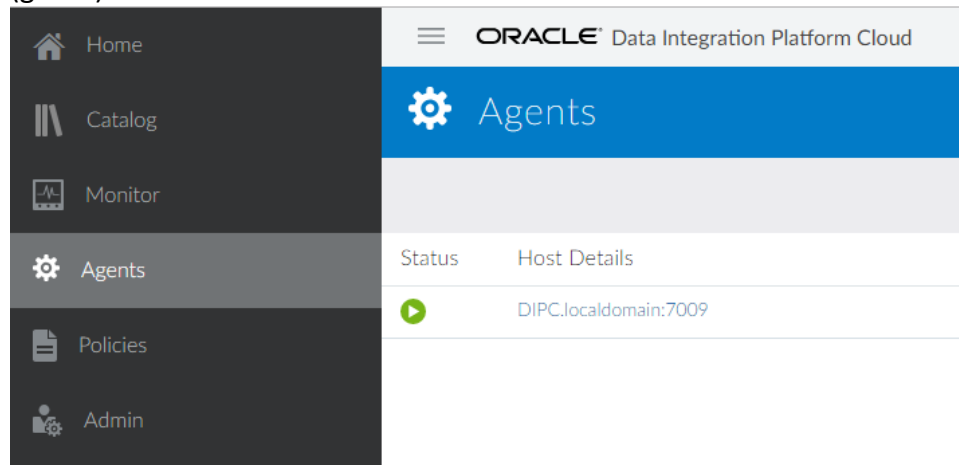 Home
Catalog
Monitor
Agents
Policies
Admin
ORACLE® Data Integration Platform Cloud
Agents
Status Host Details
DIPC.localdomain:7009